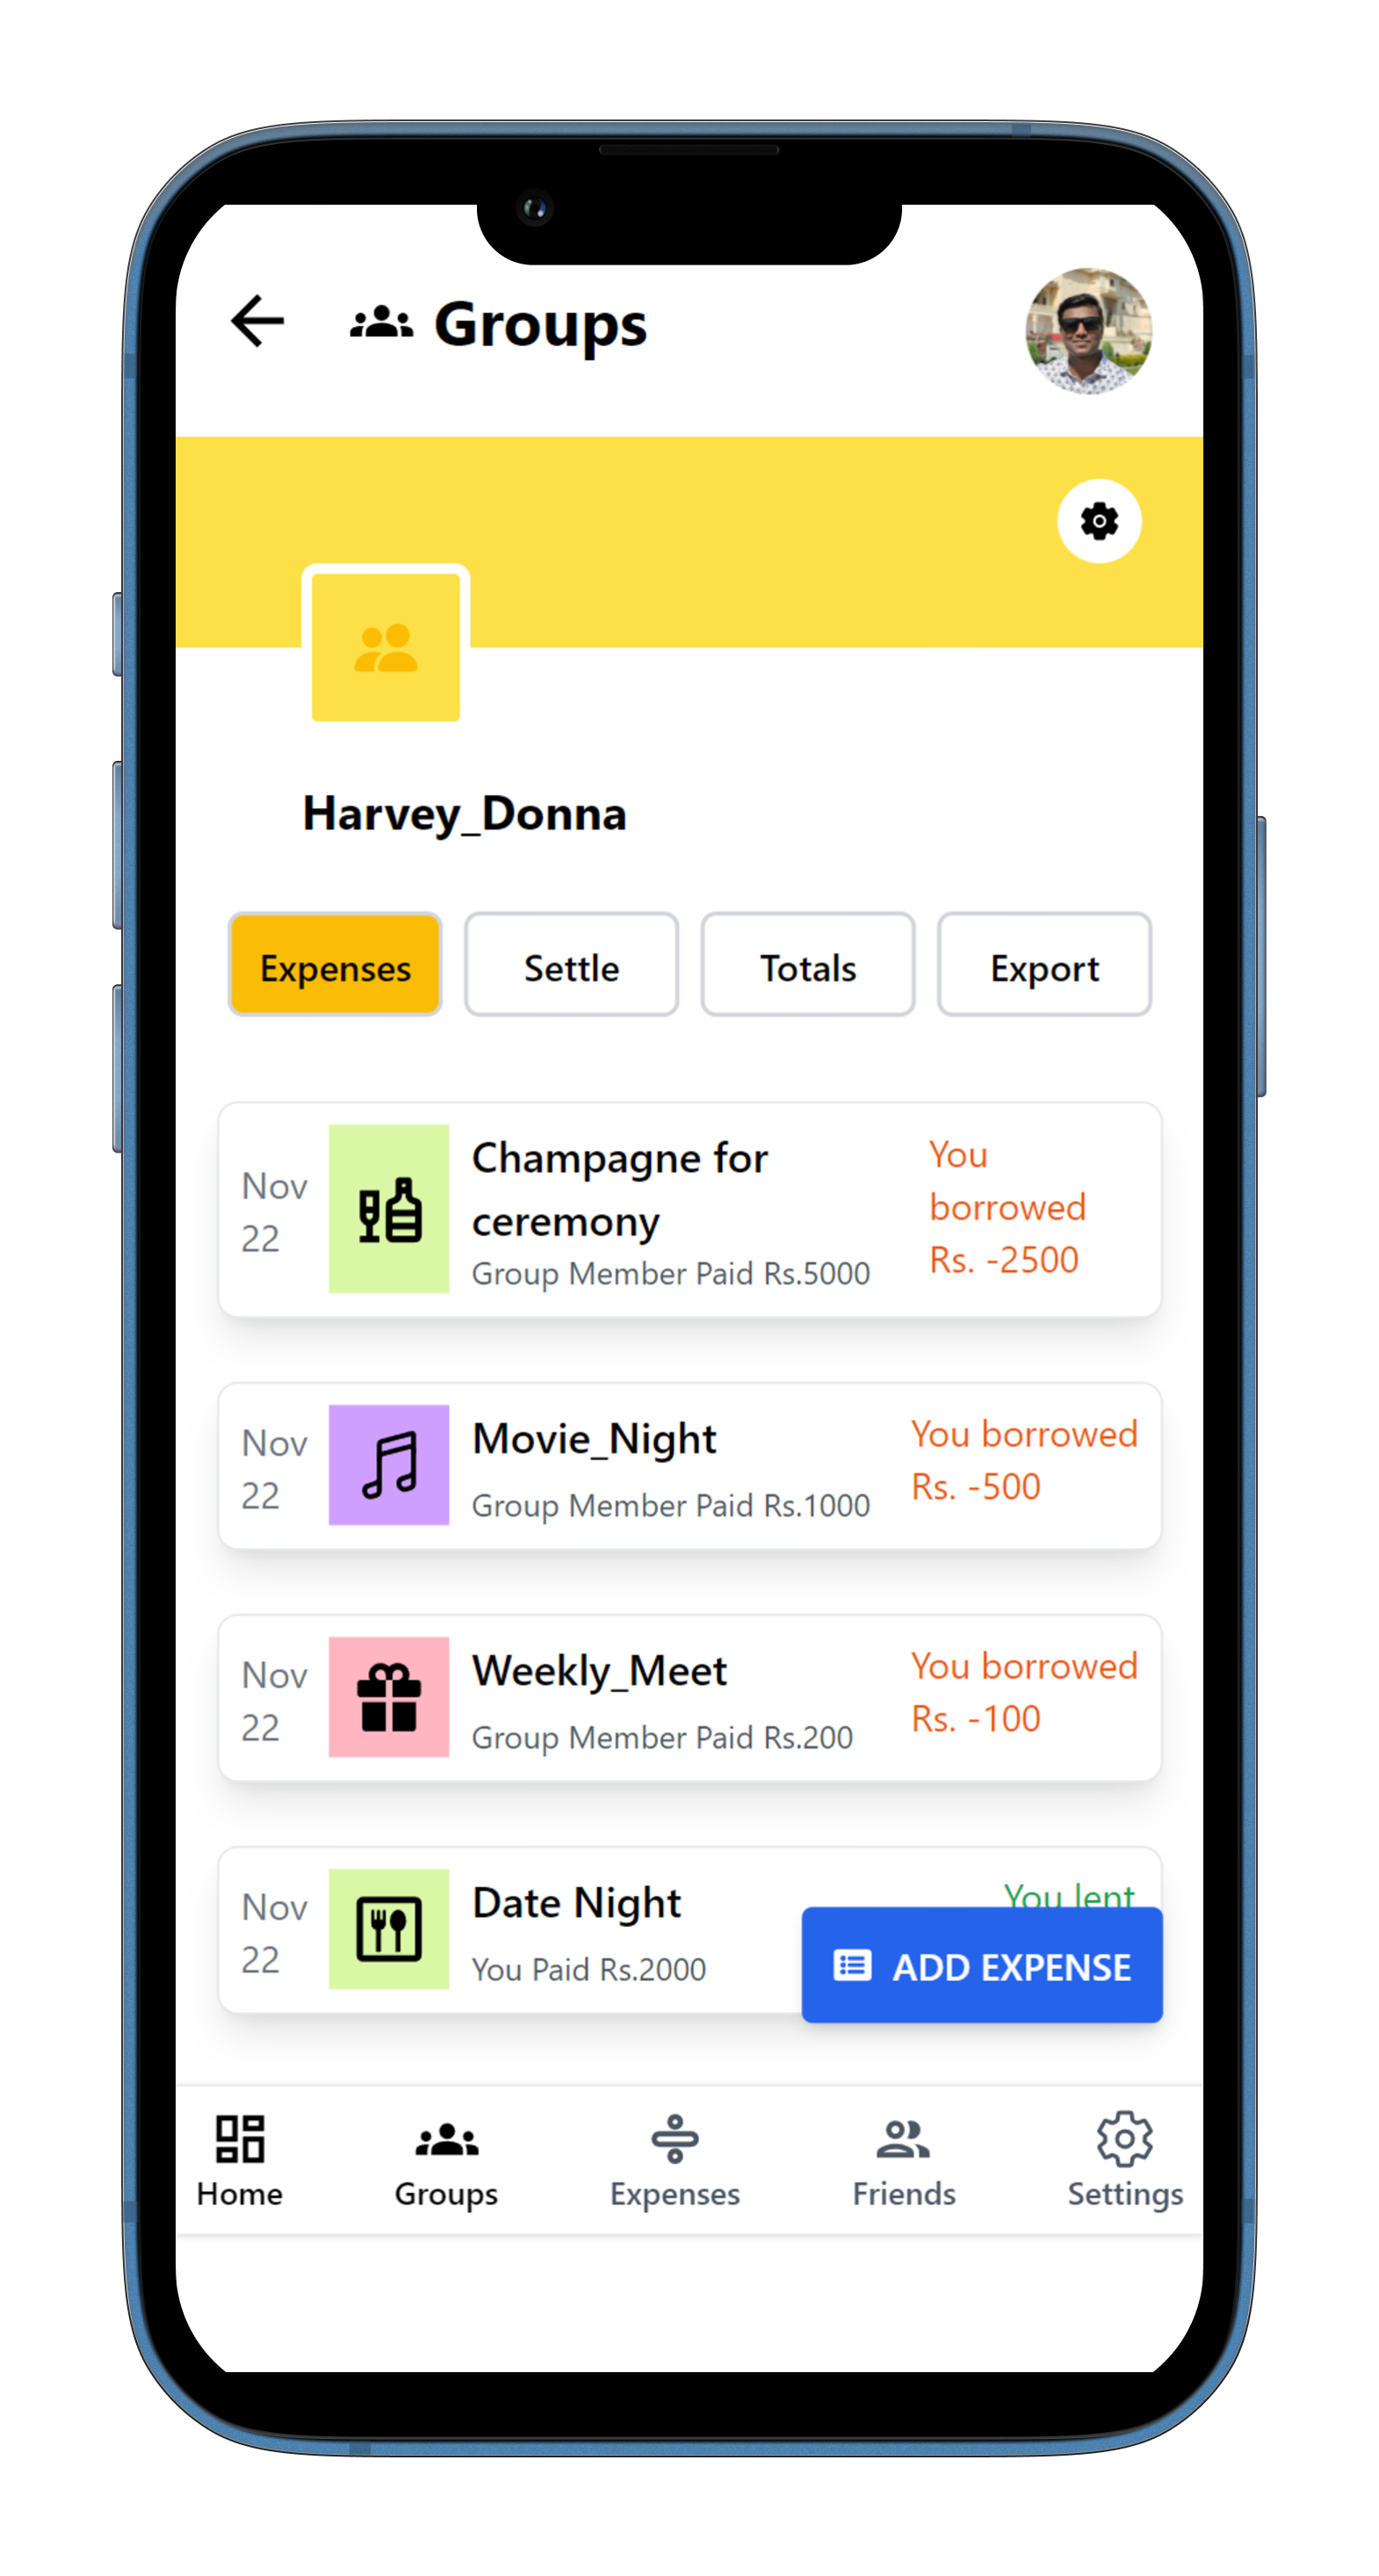 Groups
Harvey_Donna
Expenses
Settle
Totals
Export
Nov
22
Champagne for
ceremony
Group Member Paid Rs.5000
You
borrowed
Rs. -2500
Nov
22
Movie_Night
Group Member Paid Rs.1000
You borrowed
Rs. -500
Nov
22
Weekly_Meet
Group Member Paid Rs.200
You borrowed
Rs. -100
Nov
22
Date Night
You Paid Rs.2000
You lent
ADD EXPENSE
Home
Groups
Expenses
Friends
Settings